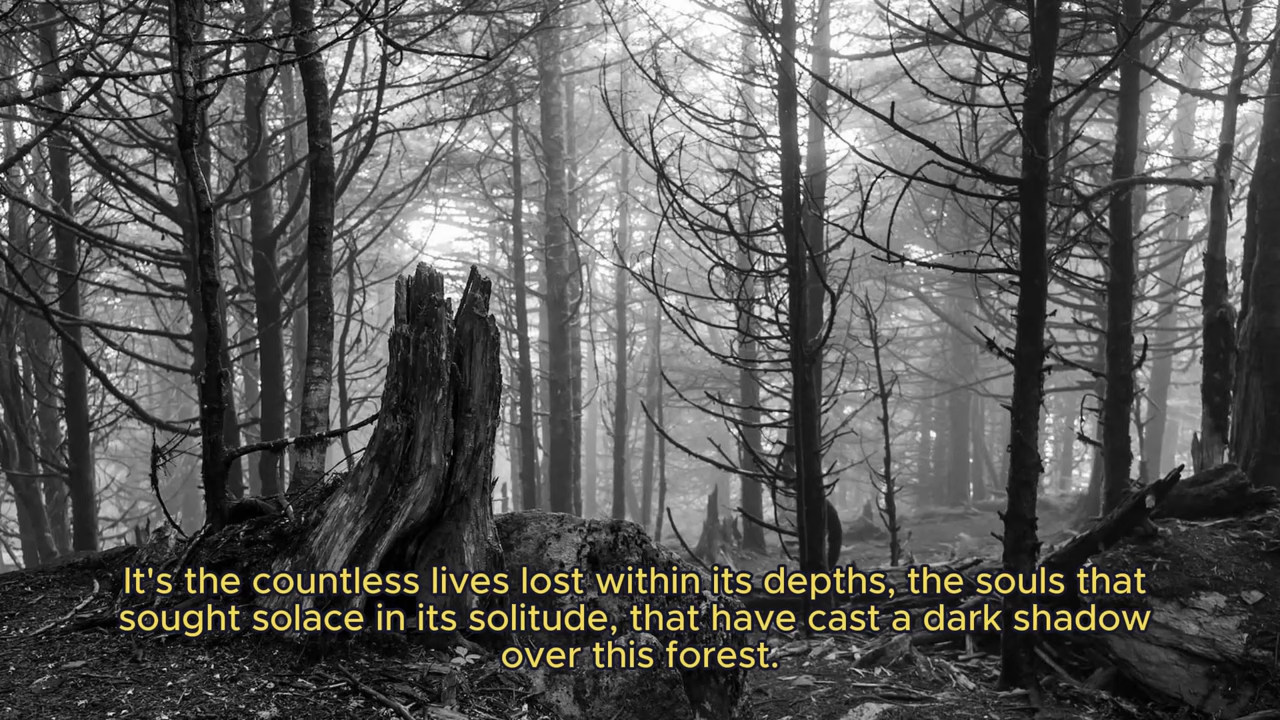 It's the countless lives lost within its depths, the souls that
sought solace in its solitude, that have cast a dark shadow
over this forest.